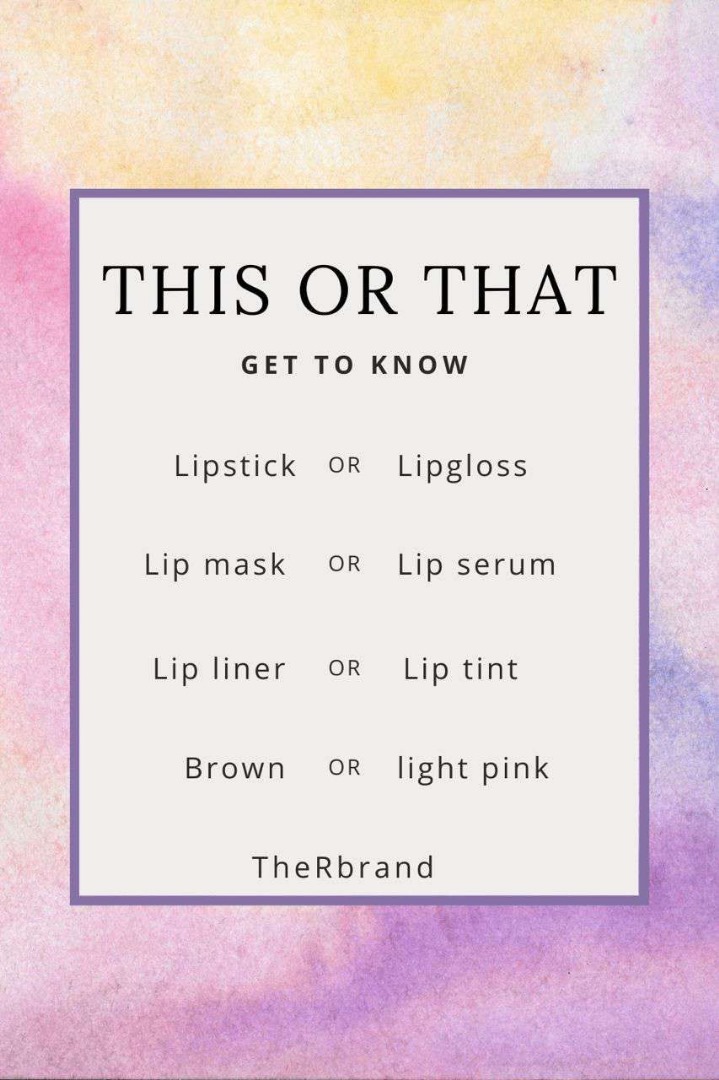 THIS OR THAT
GET TO KNOW
Lipstick OR Lipgloss
Lip mask OR Lip serum
Lip liner OR Lip tint
Brown OR light pink
TheRbrand